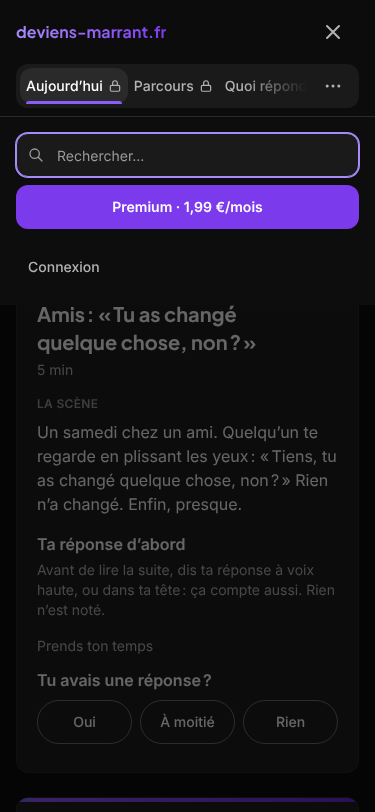 deviens-marrant.fr
Aujourd’hui Parcours Quoi répond
Rechercher...
Premium · 1,99 €/mois
Connexion
Amis : « Tu as changé
quelque chose, non ? »
5 min
LA SCÈNE
Un samedi chez un ami. Quelqu’un te
regarde en plissant les yeux : « Tiens, tu
as changé quelque chose, non ? » Rien
n’a changé. Enfin, presque.
Ta réponse d’abord
Avant de lire la suite, dis ta réponse à voix
haute, ou dans ta tête : ça compte aussi. Rien
n’est noté.
Prends ton temps
Tu avais une réponse ?
Oui À moitié Rien